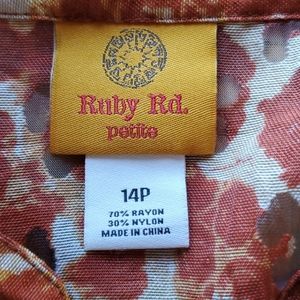 Ruby Rd.
petite
14P
70% RAYON
30% NYLON
MADE IN CHINA